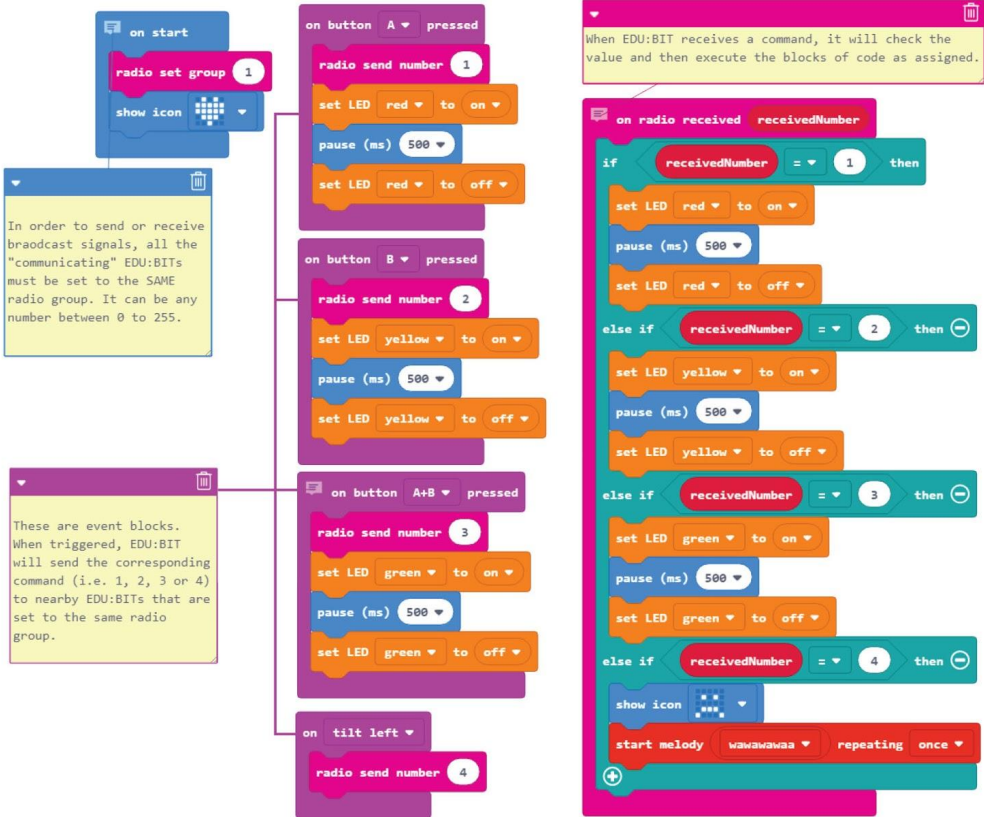 on start
radio set group 1
show icon
In order to send or receive
braodcast signals, all the
"communicating" EDU:BITs
must be set to the SAME
radio group. It can be any
number between 0 to 255.
These are event blocks.
When triggered, EDU:BIT
will send the corresponding
command (i.e. 1, 2, 3 or 4)
to nearby EDU:BITs that are
set to the same radio
group.
on button A pressed
radio send number 1
set LED red to on
pause (ms) 500
set LED red to off
on button B pressed
radio send number 2
set LED yellow to on
pause (ms) 500
set LED yellow to off
on button A+B pressed
radio send number 3
set LED green to on
pause (ms) 500
set LED green to off
on tilt left
radio send number 4
When EDU:BIT receives a command, it will check the
value and then execute the blocks of code as assigned.
on radio received receivedNumber
if receivedNumber = 1 then
set LED red to on
pause (ms) 500
set LED red to off
else if receivedNumber = 2 then
set LED yellow to on
pause (ms) 500
set LED yellow to off
else if receivedNumber = 3 then
set LED green to on
pause (ms) 500
set LED green to off
else if receivedNumber = 4 then
show icon
start melody wawawawaa repeating once